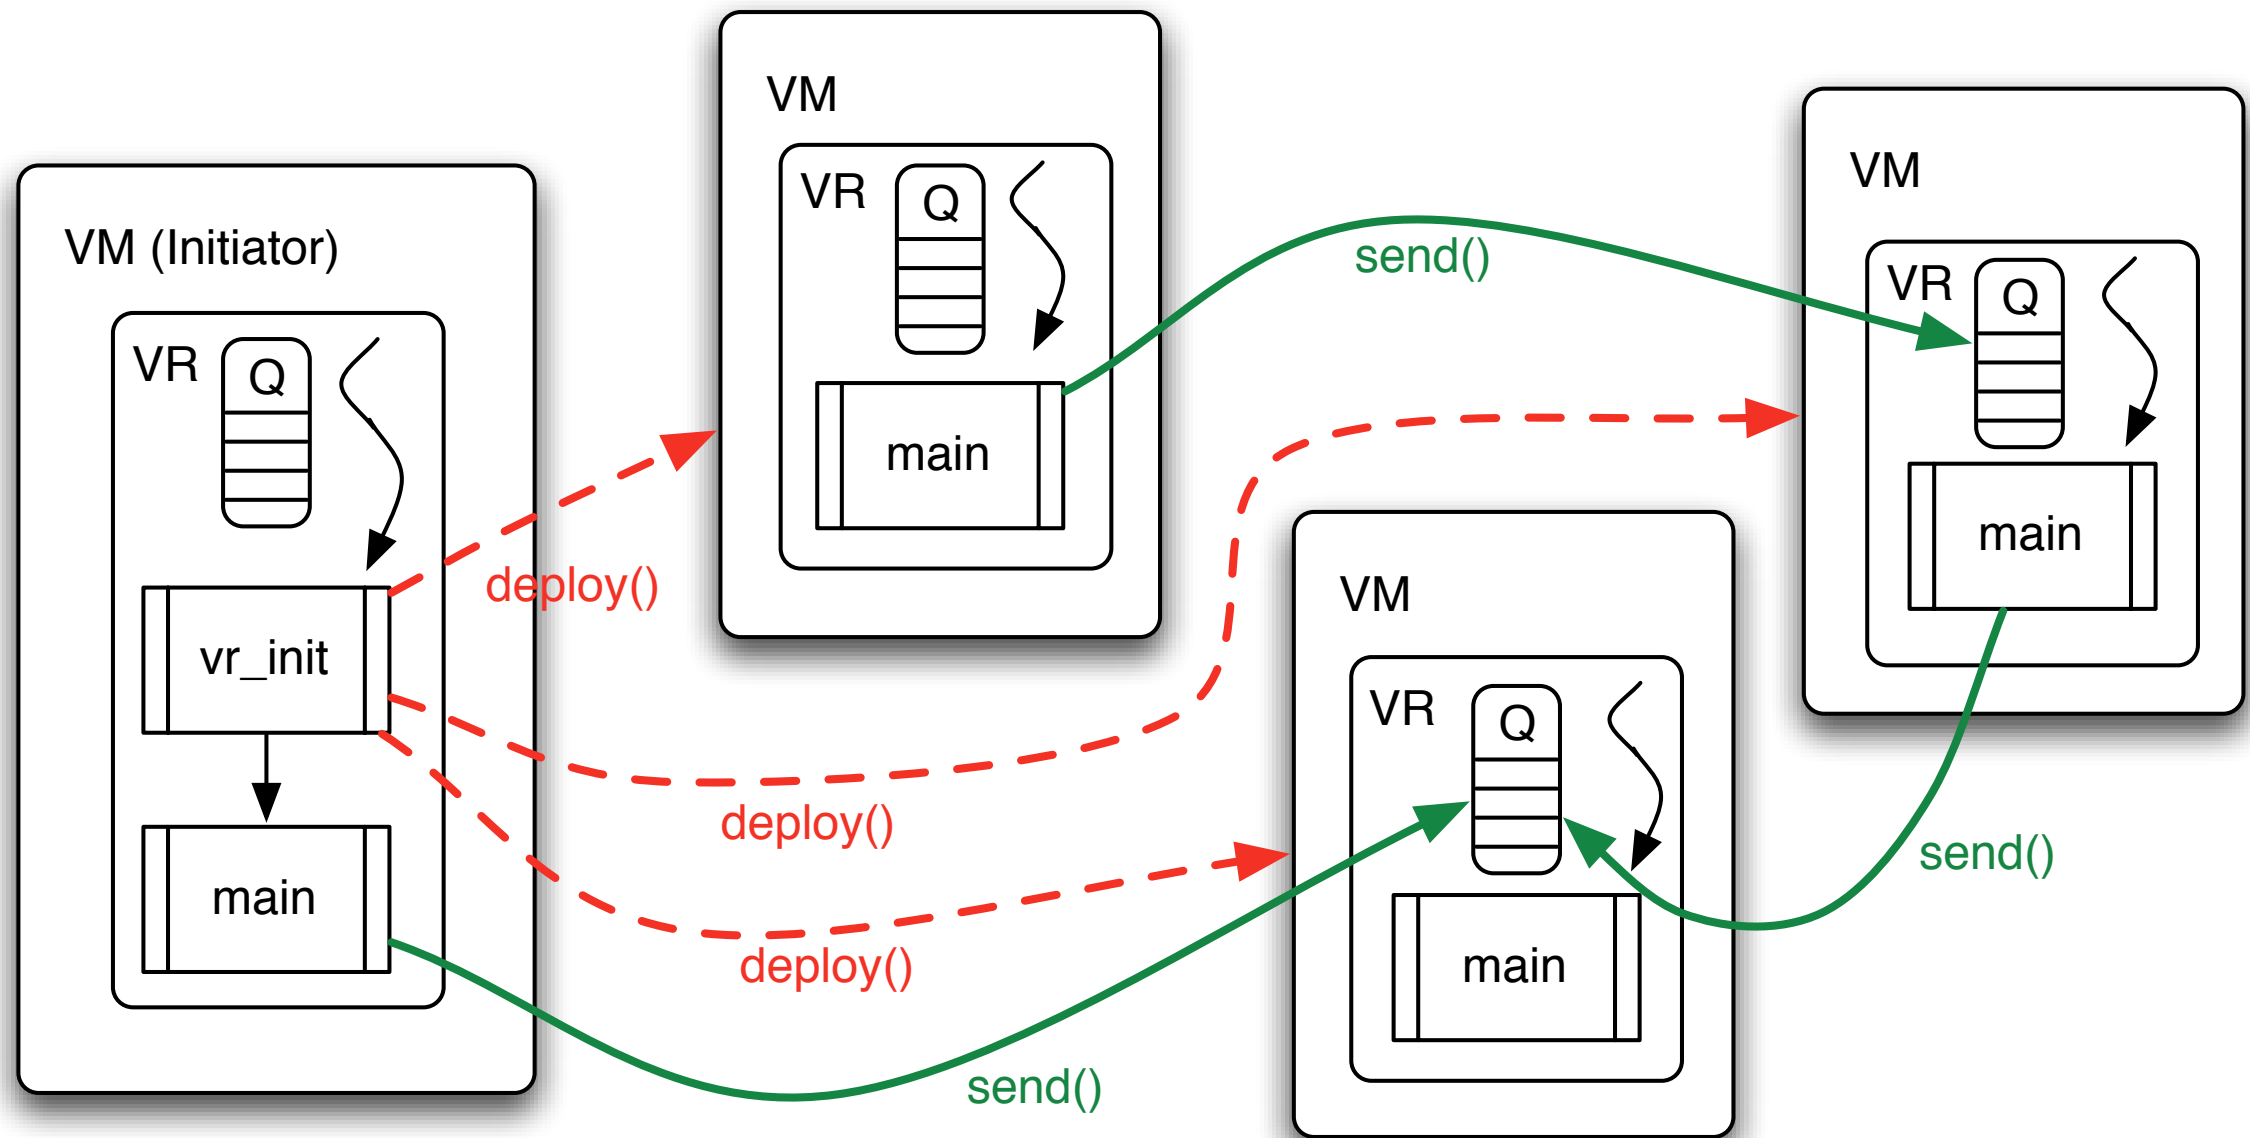 VM (Initiator)
VR
Q
vr_init
main
deploy()
deploy()
deploy()
send()
VM
VR
Q
main
send()
VM
VR
Q
main
send()
VM
VR
Q
main